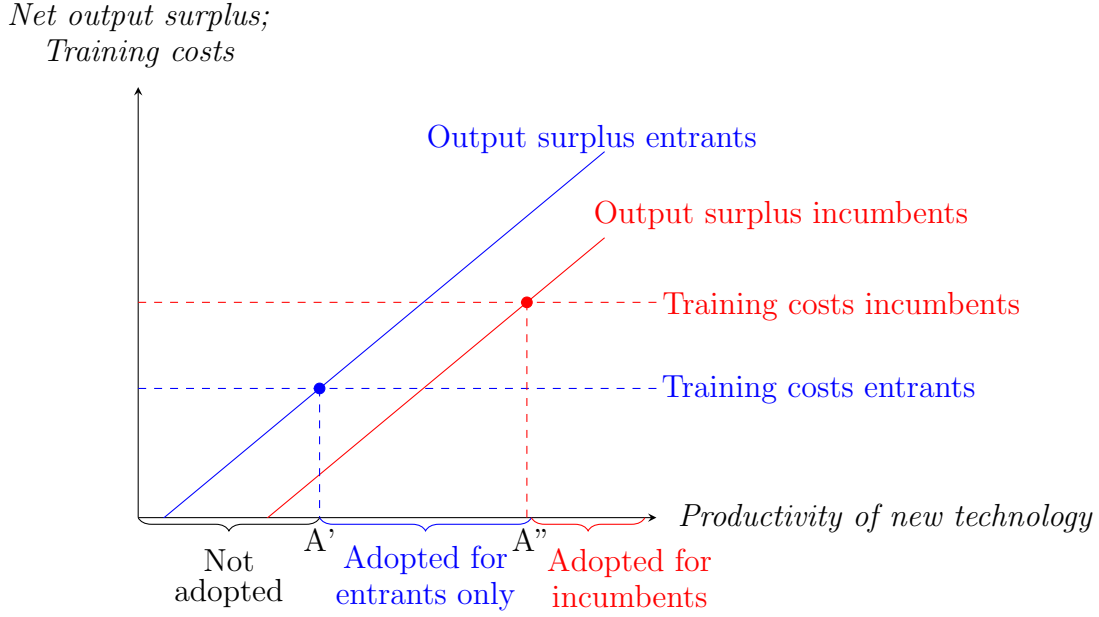 Net output surplus;
Training costs
Output surplus entrants
Output surplus incumbents
Training costs incumbents
Training costs entrants
Productivity of new technology
A'
A''
Not
adopted
Adopted for
entrants only
Adopted for
incumbents